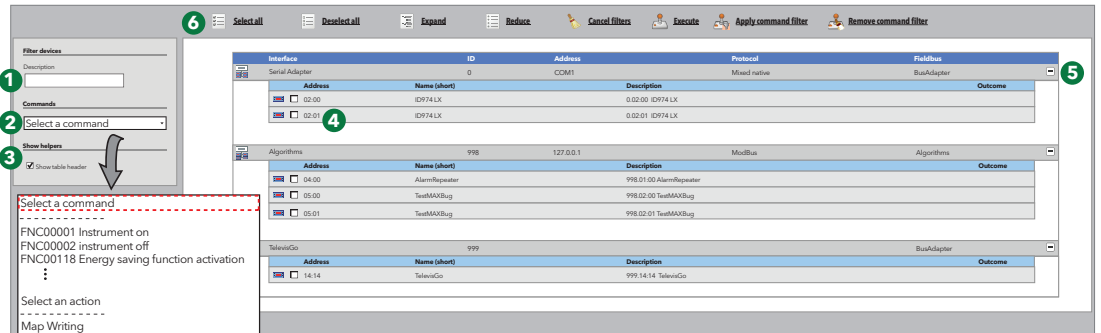 6 Select all Deselect all Expand Reduce Cancel filters Execute Apply command filter Remove command filter
Filter devices
Description
1
Commands
2 Select a command
Show helpers
3
Show table header
Select a command
- - - - - - - - - - - - -
FNC00001 Instrument on
FNC00002 instrument off
FNC00118 Energy saving function activation
⋮
Select an action
- - - - - - - - - - - - -
Map Writing
Interface ID Address Protocol Fieldbus
Serial Adapter 0 COM1 Mixed native BusAdapter 5
Address Name (short) Description Outcome
02:00 ID974 LX 0.02:00 ID974 LX
02:01 4 ID974 LX 0.02:01 ID974 LX
Algorithms 998 127.0.0.1 ModBus Algorithms
Address Name (short) Description Outcome
04:00 AlarmRepeater 998.01:00 AlarmRepeater
05:00 TestMAXBug 998.02:00 TestMAXBug
05:01 TestMAXBug 998.02:01 TestMAXBug
TelevisGo 999 BusAdapter
Address Name (short) Description Outcome
14:14 TelevisGo 999.14:14 TelevisGo